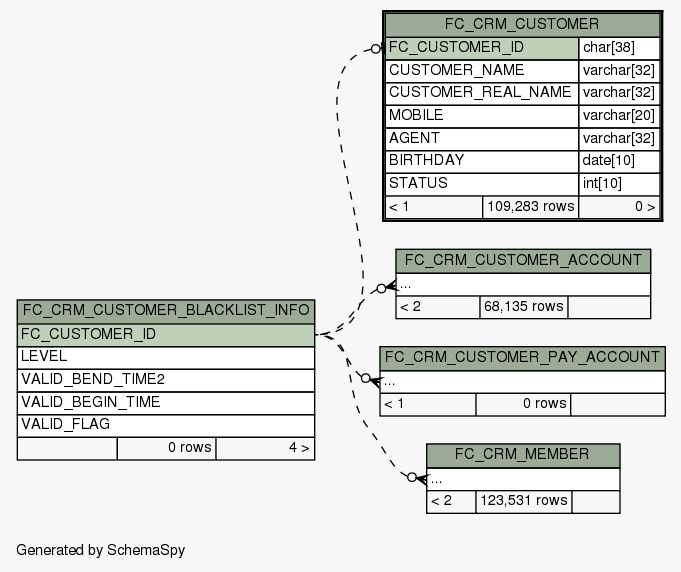 FC_CRM_CUSTOMER
FC_CUSTOMER_ID char[38]
CUSTOMER_NAME varchar[32]
CUSTOMER_REAL_NAME varchar[32]
MOBILE varchar[20]
AGENT varchar[32]
BIRTHDAY date[10]
STATUS int[10]
< 1 109,283 rows 0 >
FC_CRM_CUSTOMER_ACCOUNT
...
< 2 68,135 rows
FC_CRM_CUSTOMER_BLACKLIST_INFO
FC_CUSTOMER_ID
LEVEL
VALID_BEND_TIME2
VALID_BEGIN_TIME
VALID_FLAG
0 rows 4 >
FC_CRM_CUSTOMER_PAY_ACCOUNT
...
< 1 0 rows
FC_CRM_MEMBER
...
< 2 123,531 rows
Generated by SchemaSpy